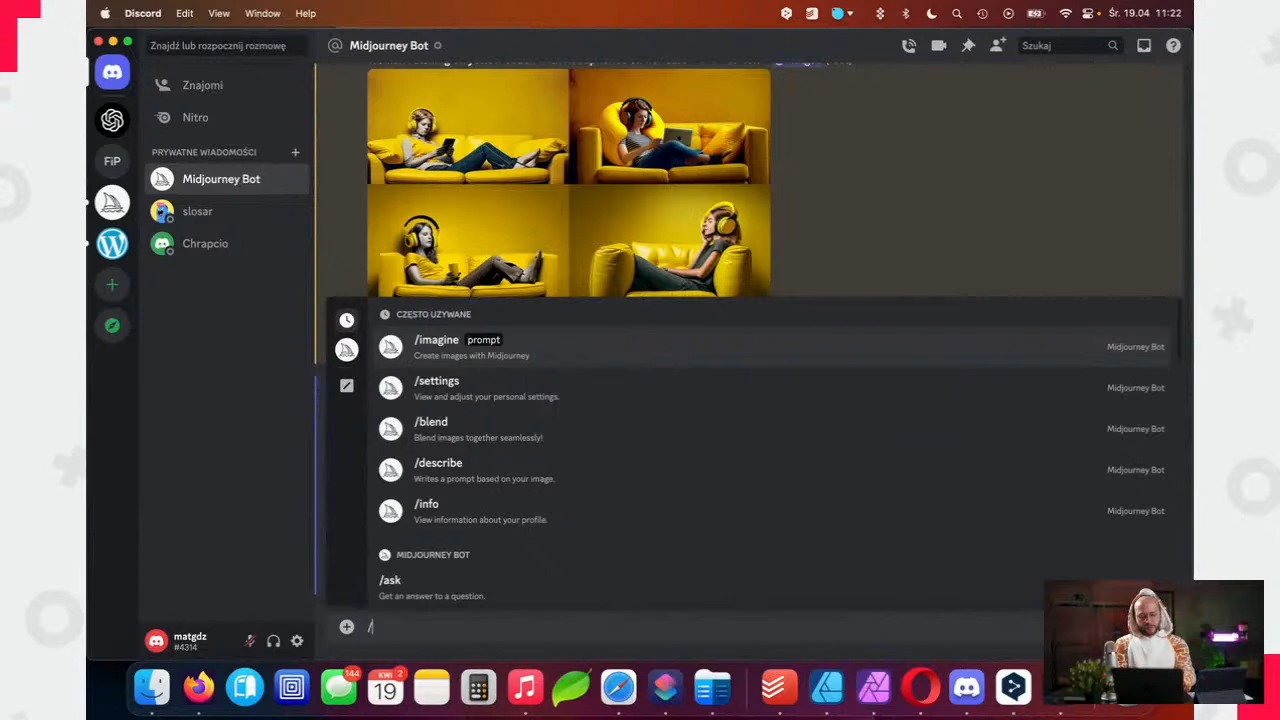 Discord Edit View Window Help
Śr. 19.04 11:22
Znajdź lub rozpocznij rozmowę
Midjourney Bot
Szukaj
Znajomi
Nitro
PRYWATNE WIADOMOŚCI
Midjourney Bot
slosar
Chrapcio
FiP
CZĘSTO UŻYWANE
/imagine prompt
Create images with Midjourney
Midjourney Bot
/settings
View and adjust your personal settings.
Midjourney Bot
/blend
Blend images together seamlessly!
Midjourney Bot
/describe
Writes a prompt based on your image.
Midjourney Bot
/info
View information about your profile.
Midjourney Bot
MIDJOURNEY BOT
/ask
Get an answer to a question.
/
matgdz
#4314
144
KWI 2
19